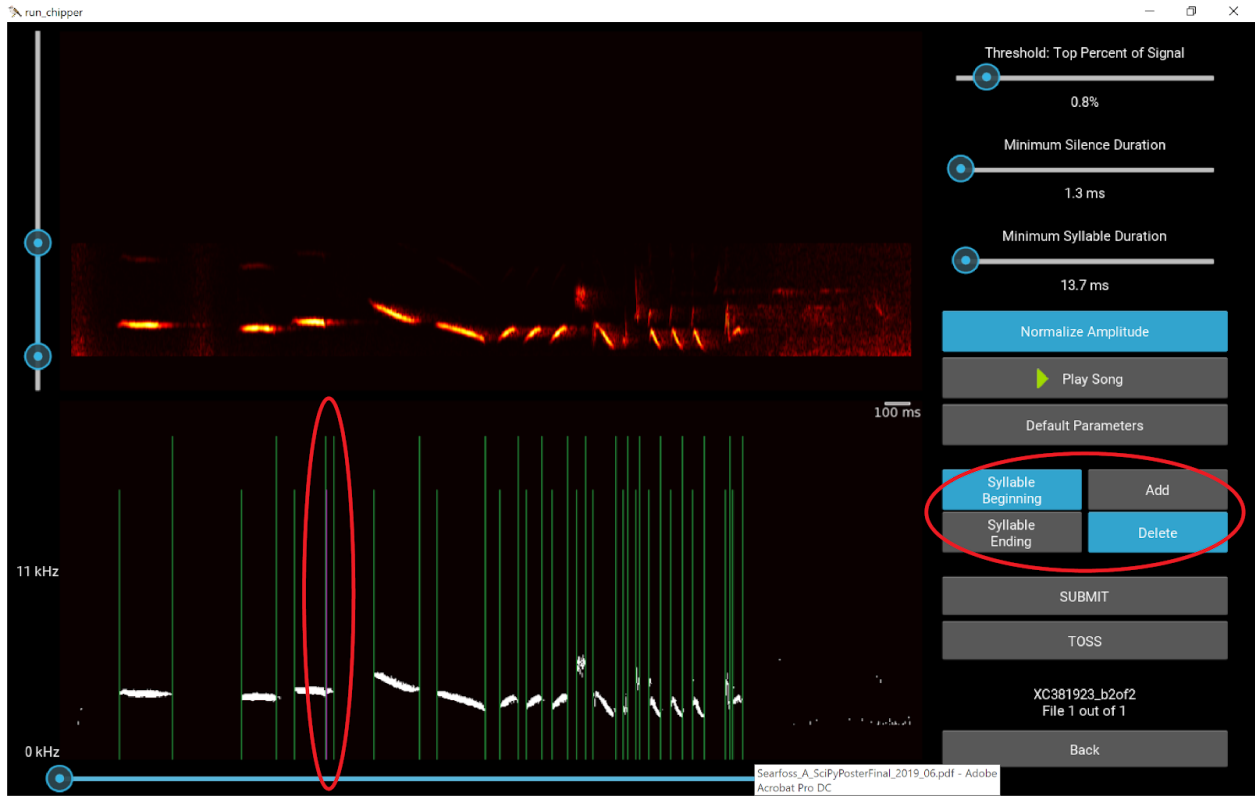 run_chipper
Threshold: Top Percent of Signal
0.8%
Minimum Silence Duration
1.3 ms
Minimum Syllable Duration
13.7 ms
Normalize Amplitude
Play Song
Default Parameters
100 ms
Syllable
Beginning
Add
Syllable
Ending
Delete
11 kHz
SUBMIT
TOSS
XC381923_b2of2
File 1 out of 1
0 kHz
Back
Searfoss_A_SciPyPosterFinal_2019_06.pdf - Adobe
Acrobat Pro DC